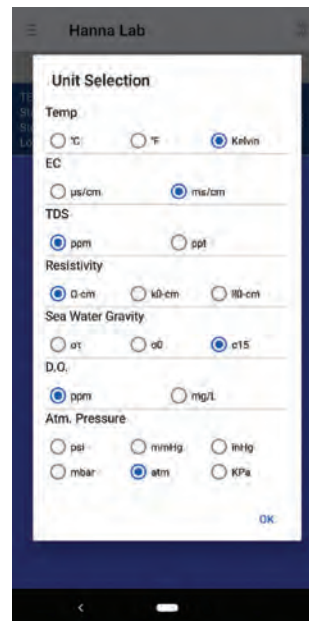 Hanna Lab
Unit Selection
Temp
°C °F Kelvin
EC
µs/cm ms/cm
TDS
ppm ppt
Resistivity
Ω-cm kΩ-cm MΩ-cm
Sea Water Gravity
στ σ0 σ15
D.O.
ppm mg/L
Atm. Pressure
psi mmHg inHg
mbar atm KPa
OK